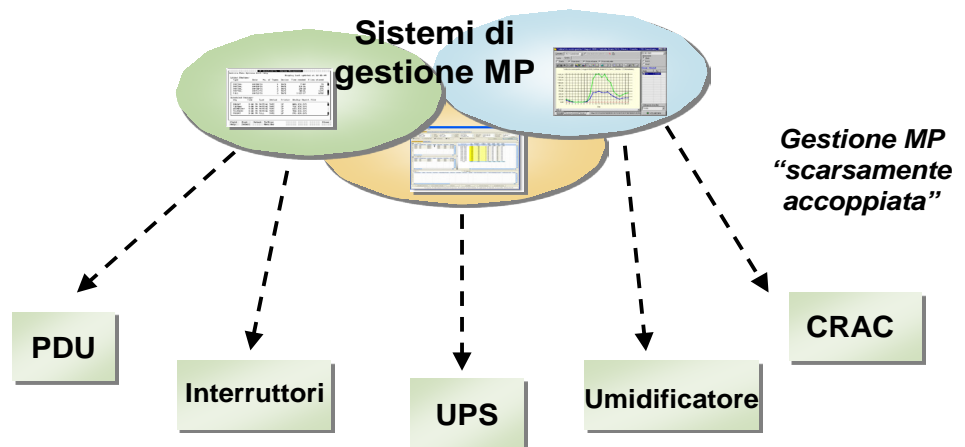 Sistemi di
gestione MP
Gestione MP
“scarsamente
accoppiata”
PDU
Interruttori
UPS
Umidificatore
CRAC